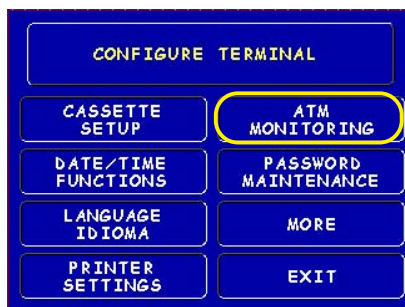 CONFIGURE TERMINAL
CASSETTE
SETUP
ATM
MONITORING
DATE/TIME
FUNCTIONS
PASSWORD
MAINTENANCE
LANGUAGE
IDIOMA
MORE
PRINTER
SETTINGS
EXIT